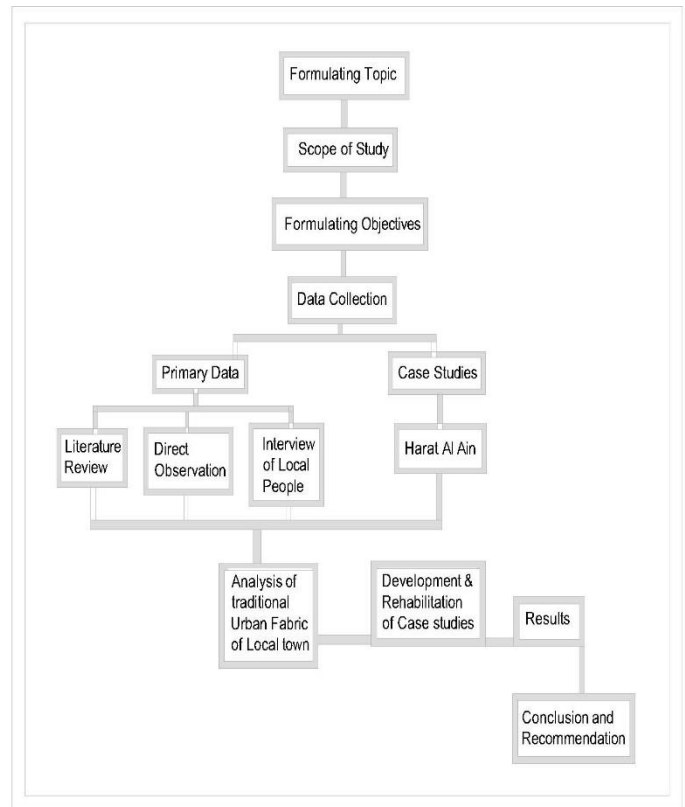 Formulating Topic
Scope of Study
Formulating Objectives
Data Collection
Primary Data
Case Studies
Literature
Review
Direct
Observation
Interview
of Local
People
Harat Al Ain
Analysis of
traditional
Urban Fabric
of Local town
Development &
Rehabilitation
of Case studies
Results
Conclusion and
Recommendation